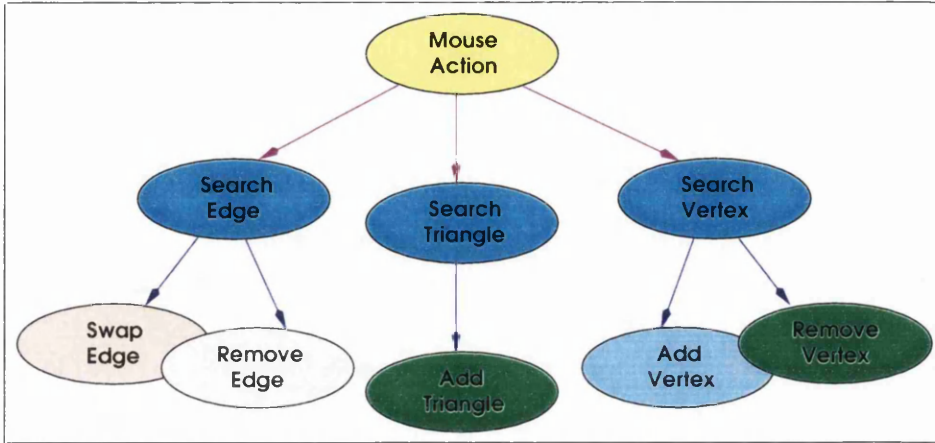 Mouse
Action
Search
Edge
Search
Triangle
Search
Vertex
Swap
Edge
Remove
Edge
Add
Triangle
Add
Vertex
Remove
Vertex